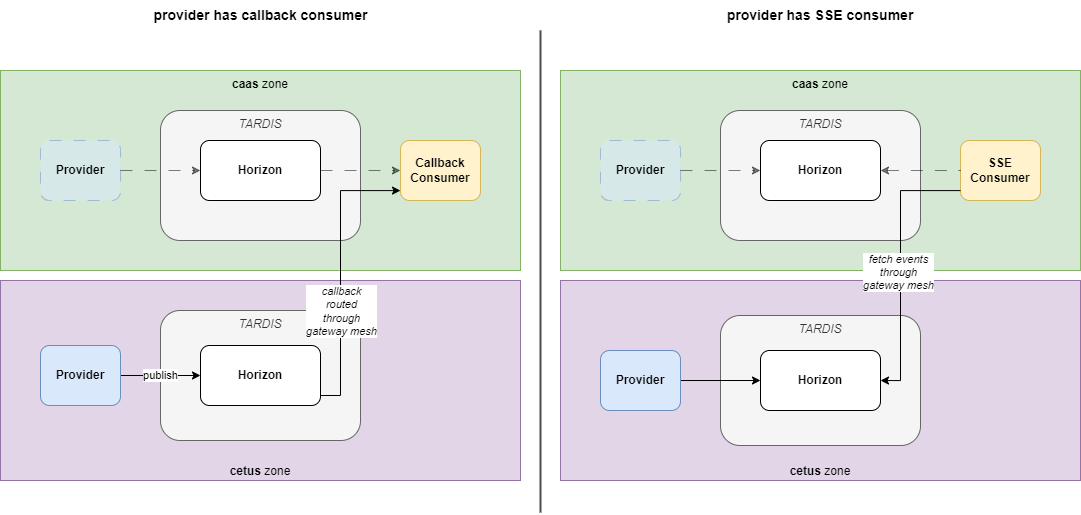 provider has callback consumer
caas zone
TARDIS
Provider
Horizon
Callback
Consumer
callback
routed
through
gateway mesh
TARDIS
Provider
publish
Horizon
cetus zone
provider has SSE consumer
caas zone
TARDIS
Provider
Horizon
SSE
Consumer
fetch events
through
gateway mesh
TARDIS
Provider
Horizon
cetus zone